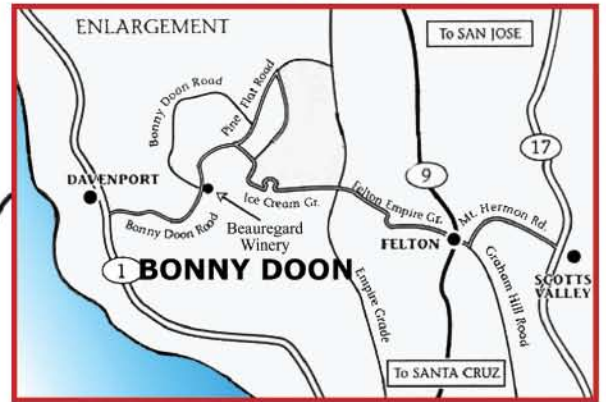 ENLARGEMENT
To SAN JOSE
Bonny Doon Road
Pine Flat Road
17
9
DAVENPORT
Ice Cream Gr.
Felton Empire Gr.
Mt. Hermon Rd.
Bonny Doon Road
Beauregard
Winery
FELTON
1
BONNY DOON
Empire Grade
Graham Hill Road
SCOTTS
VALLEY
To SANTA CRUZ